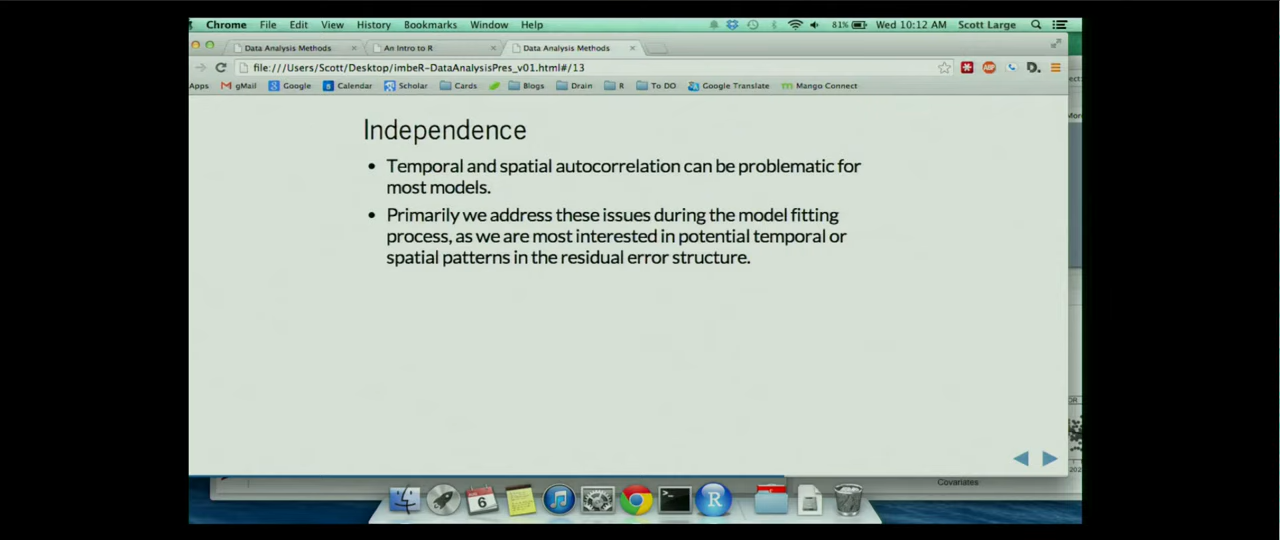 Chrome File Edit View History Bookmarks Window Help 81% Wed 10:12 AM Scott Large
Data Analysis Methods An Intro to R Data Analysis Methods
file:///Users/Scott/Desktop/imbeR-DataAnalysisPres_v01.html#/13 ABP D.
Apps gMail Google Calendar Scholar Cards Blogs Drain R To DO Google Translate Mango Connect
Independence
• Temporal and spatial autocorrelation can be problematic for
most models.
• Primarily we address these issues during the model fitting
process, as we are most interested in potential temporal or
spatial patterns in the residual error structure.
Covariates
6 R